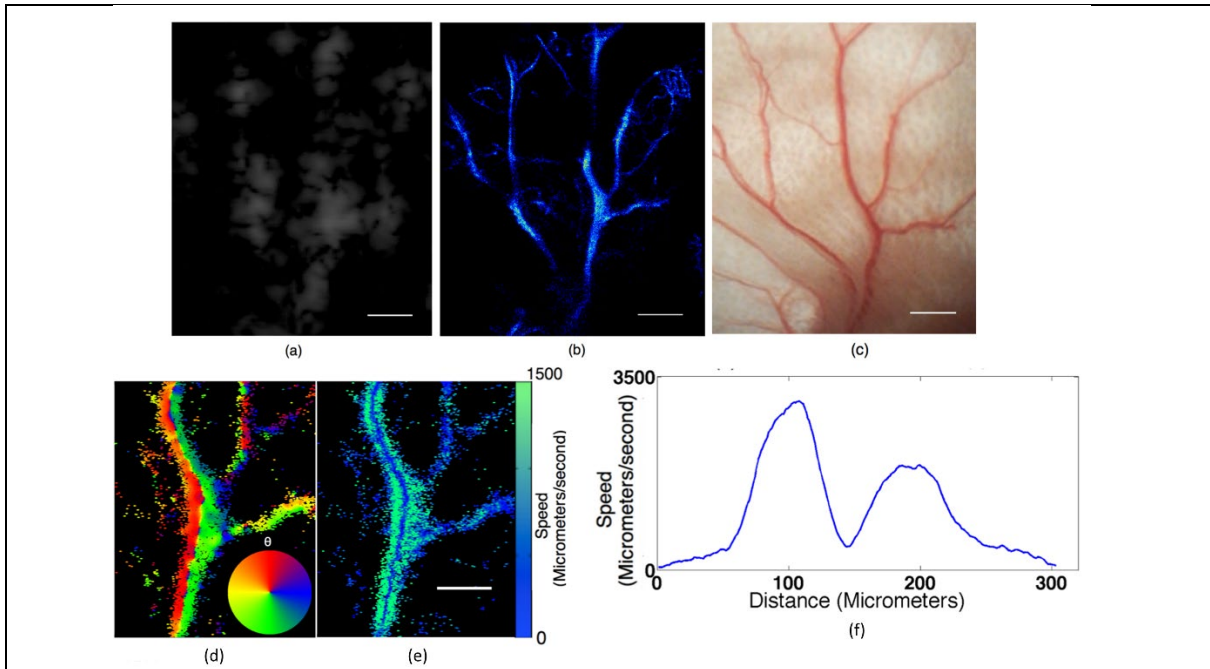 (a)
(b)
(c)
1500
Speed
(Micrometers/second)
0
θ
(d)
(e)
3500
Speed
(Micrometers/second)
0
0
100
200
300
Distance (Micrometers)
(f)